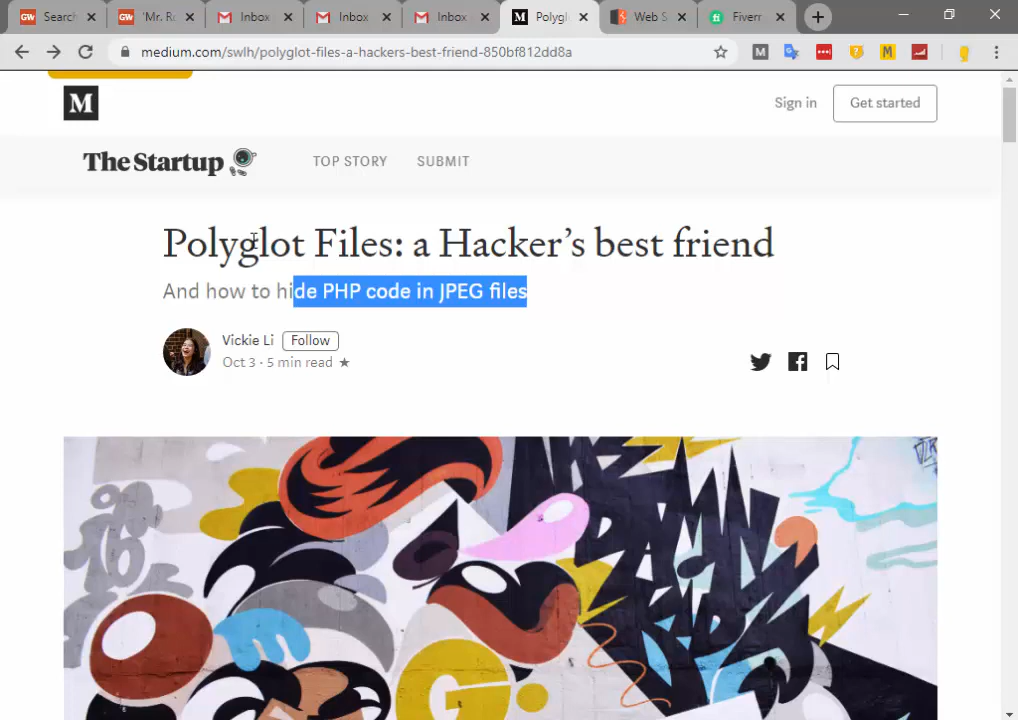 Search
'Mr. Ro
Inbox
Inbox
Inbox
Polygl
Web S
Fiverr
medium.com/swlh/polyglot-files-a-hackers-best-friend-850bf812dd8a
M
Sign in
Get started
The Startup
TOP STORY
SUBMIT
Polyglot Files: a Hacker's best friend
And how to hide PHP code in JPEG files
Vickie Li
Follow
Oct 3 · 5 min read ★